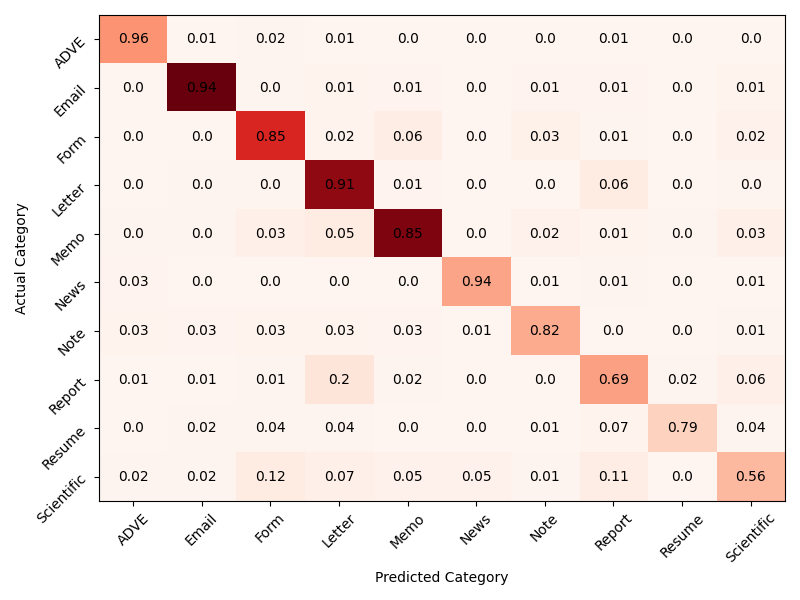 ADVE 0.96 0.01 0.02 0.01 0.0 0.0 0.0 0.01 0.0 0.0
Email 0.0 0.94 0.0 0.01 0.01 0.0 0.01 0.01 0.0 0.01
Form 0.0 0.0 0.85 0.02 0.06 0.0 0.03 0.01 0.0 0.02
Letter 0.0 0.0 0.0 0.91 0.01 0.0 0.0 0.06 0.0 0.0
Actual Category
Memo 0.0 0.0 0.03 0.05 0.85 0.0 0.02 0.01 0.0 0.03
News 0.03 0.0 0.0 0.0 0.0 0.94 0.01 0.01 0.0 0.01
Note 0.03 0.03 0.03 0.03 0.03 0.01 0.82 0.0 0.0 0.01
Report 0.01 0.01 0.01 0.2 0.02 0.0 0.0 0.69 0.02 0.06
Resume 0.0 0.02 0.04 0.04 0.0 0.0 0.01 0.07 0.79 0.04
Scientific 0.02 0.02 0.12 0.07 0.05 0.05 0.01 0.11 0.0 0.56
ADVE Email Form Letter Memo News Note Report Resume Scientific
Predicted Category